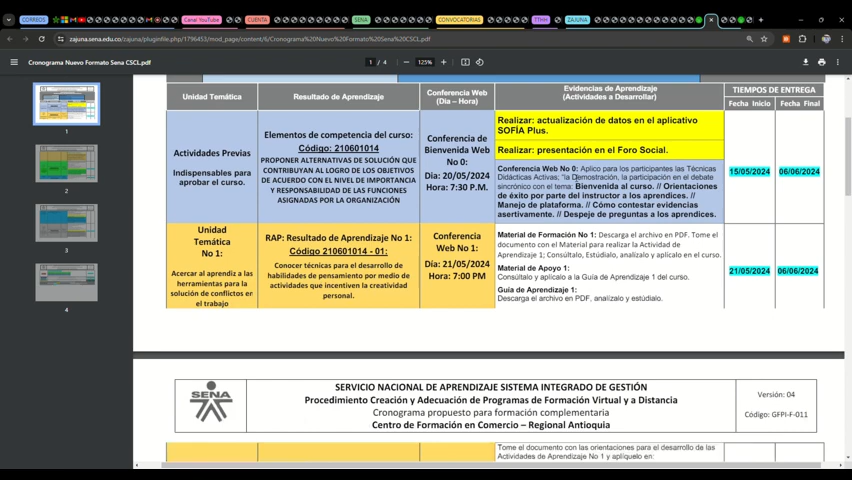 CORREOS
Canal YouTube
CUENTA
SENA
CONVOCATORIAS
TTHH
ZAJUNA
zajuna.sena.edu.co/zajuna/pluginfile.php/1796453/mod_page/content/6/Cronograma%20Nuevo%20Formato%20Sena%20CSCL.pdf
Cronograma Nuevo Formato Sena CSCL.pdf
1 / 4
125%
1
2
3
4
Unidad Temática
Resultado de Aprendizaje
Conferencia Web
(Día – Hora)
Evidencias de Aprendizaje
(Actividades a Desarrollar)
TIEMPOS DE ENTREGA
Fecha Inicio
Fecha Final
Actividades Previas
Indispensables para
aprobar el curso.
Elementos de competencia del curso:
Código: 210601014
PROPONER ALTERNATIVAS DE SOLUCIÓN QUE
CONTRIBUYAN AL LOGRO DE LOS OBJETIVOS
DE ACUERDO CON EL NIVEL DE IMPORTANCIA
Y RESPONSABILIDAD DE LAS FUNCIONES
ASIGNADAS POR LA ORGANIZACIÓN
Conferencia de
Bienvenida Web
No 0:
Dia: 20/05/2024
Hora: 7:30 P.M.
Realizar: actualización de datos en el aplicativo
SOFÍA Plus.
Realizar: presentación en el Foro Social.
Conferencia Web No 0: Aplico para los participantes las Técnicas
Didácticas Activas; "la Demostración, la participación en el debate
sincrónico con el tema: Bienvenida al curso. // Orientaciones
de éxito por parte del instructor a los aprendices. //
Manejo de plataforma. // Cómo contestar evidencias
asertivamente. // Despeje de preguntas a los aprendices.
15/05/2024
06/06/2024
Unidad
Temática
No 1:
Acercar al aprendiz a las
herramientas para la
solución de conflictos en
el trabajo
RAP: Resultado de Aprendizaje No 1:
Código 210601014 - 01:
Conocer técnicas para el desarrollo de
habilidades de pensamiento por medio de
actividades que incentiven la creatividad
personal.
Conferencia
Web No 1:
Día: 21/05/2024
Hora: 7:00 PM
Material de Formación No 1: Descarga el archivo en PDF. Tome el
documento con el Material para realizar la Actividad de
Aprendizaje 1; Consúltalo, Estúdialo, analízalo y aplícalo en el curso.
Material de Apoyo 1:
Consúltalo y aplícalo a la Guía de Aprendizaje 1 del curso.
Guía de Aprendizaje 1:
Descarga el archivo en PDF, analízalo y estúdialo.
21/05/2024
06/06/2024
SENA
SERVICIO NACIONAL DE APRENDIZAJE SISTEMA INTEGRADO DE GESTIÓN
Procedimiento Creación y Adecuación de Programas de Formación Virtual y a Distancia
Cronograma propuesto para formación complementaria
Centro de Formación en Comercio – Regional Antioquia
Versión: 04
Código: GFPI-F-011
Tome el documento con las orientaciones para el desarrollo de las
Actividades de Aprendizaje No 1 y aplíquelo en: